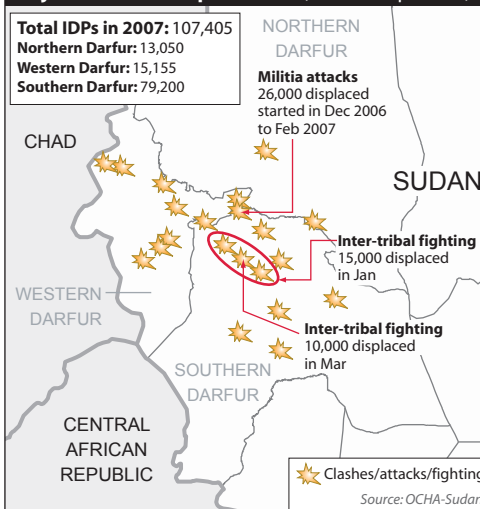 Total IDPs in 2007: 107,405
Northern Darfur: 13,050
Western Darfur: 15,155
Southern Darfur: 79,200
NORTHERN
DARFUR
Militia attacks
26,000 displaced
started in Dec 2006
to Feb 2007
CHAD
SUDAN
Inter-tribal fighting
15,000 displaced
in Jan
WESTERN
DARFUR
Inter-tribal fighting
10,000 displaced
in Mar
SOUTHERN
DARFUR
CENTRAL
AFRICAN
REPUBLIC
Clashes/attacks/fighting
Source: OCHA-Sudan